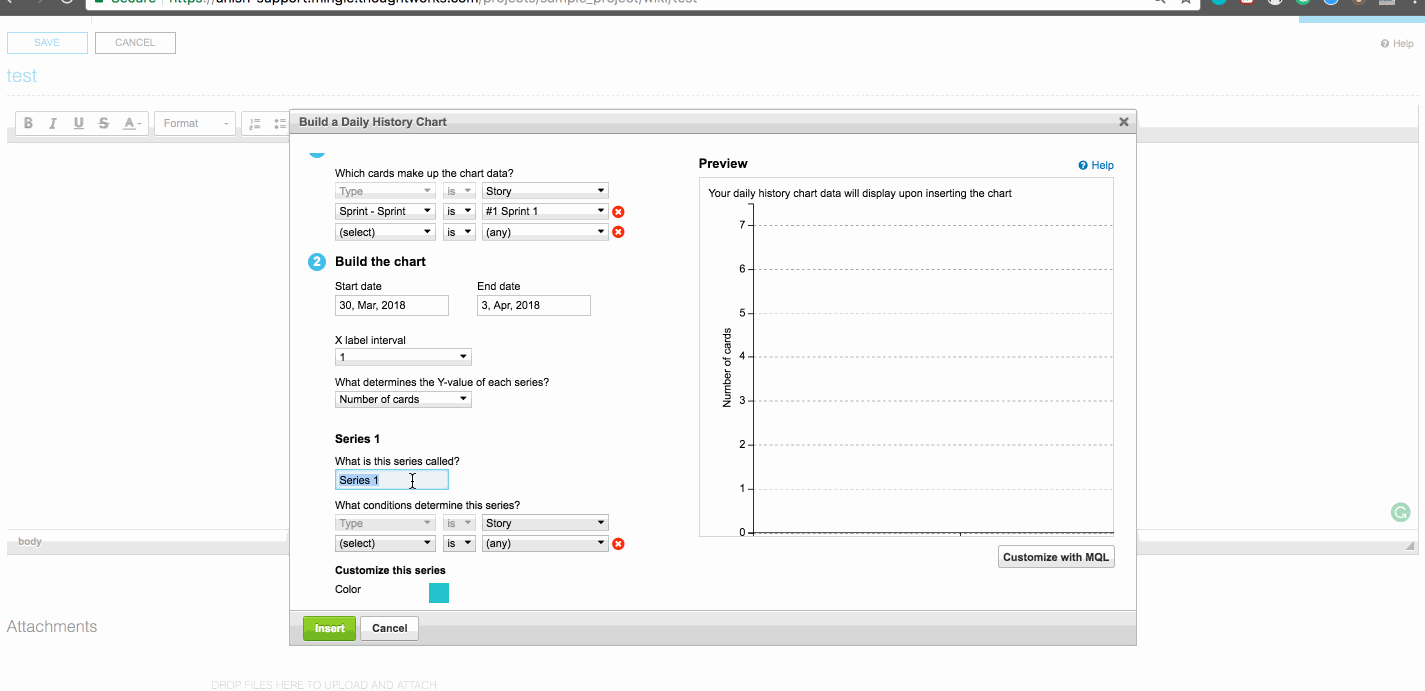 Secure https://anish-support.mingle.thoughtworks.com/projects/sample_project/wiki/test
SAVE CANCEL
Help
test
B I U S A Format
Build a Daily History Chart
Which cards make up the chart data?
Type is Story
Sprint - Sprint is #1 Sprint 1
(select) is (any)
2 Build the chart
Start date End date
30, Mar, 2018 3, Apr, 2018
X label interval
1
What determines the Y-value of each series?
Number of cards
Series 1
What is this series called?
Series 1
What conditions determine this series?
Type is Story
(select) is (any)
Customize this series
Color
Insert Cancel
Preview Help
Your daily history chart data will display upon inserting the chart
7
6
5
4
3
2
1
0
Number of cards
Customize with MQL
body
Attachments
DROP FILES HERE TO UPLOAD AND ATTACH